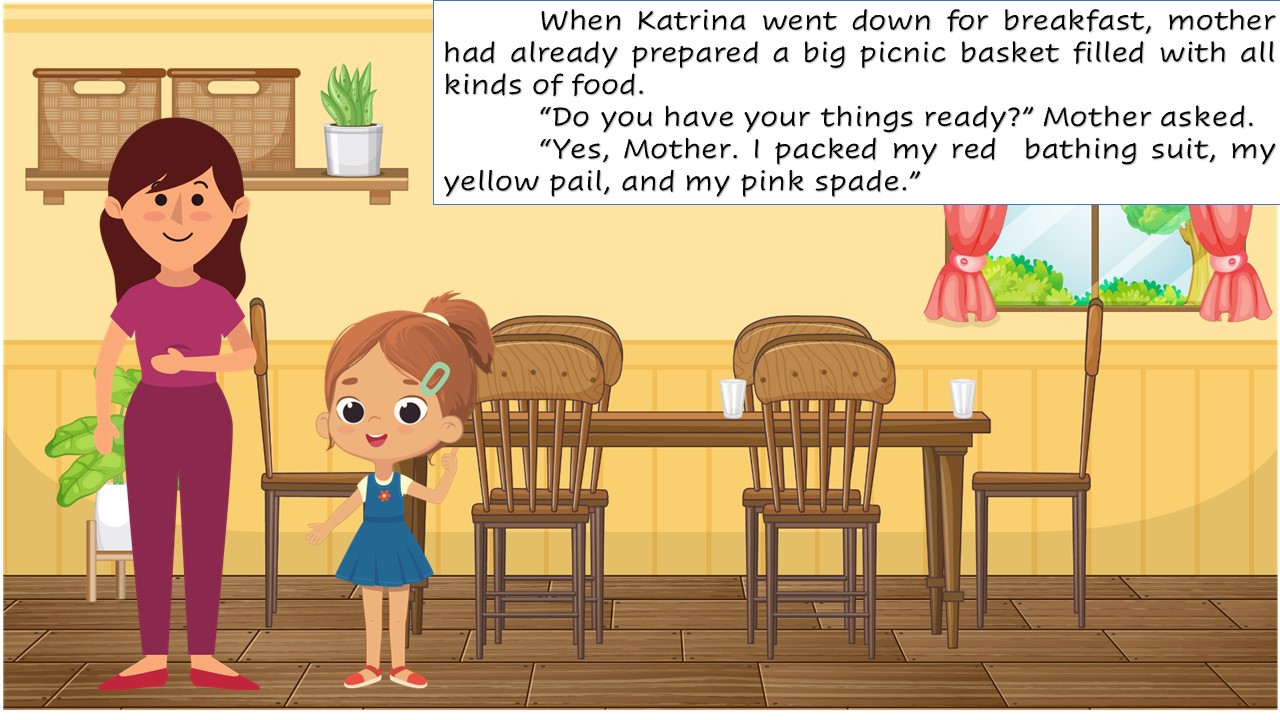 When Katrina went down for breakfast, mother
had already prepared a big picnic basket filled with all
kinds of food.
“Do you have your things ready?” Mother asked.
“Yes, Mother. I packed my red  bathing suit, my
yellow pail, and my pink spade.”